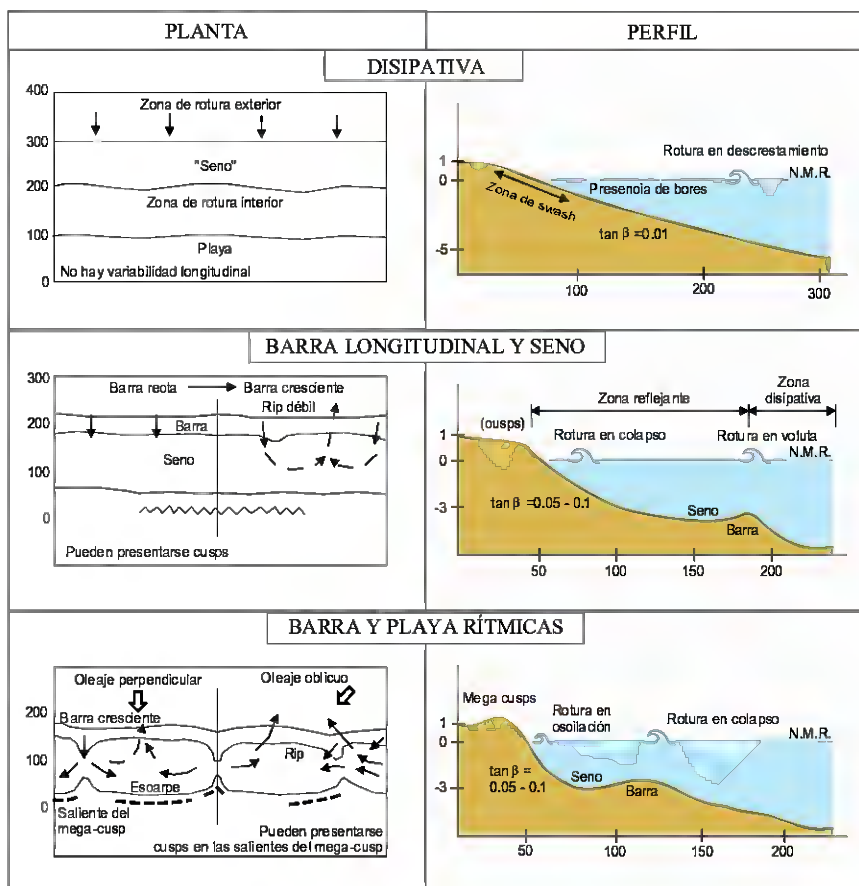 PLANTA
PERFIL
DISIPATIVA
400
300
200
100
0
Zona de rotura exterior
"Seno"
Zona de rotura interior
Playa
No hay variabilidad longitudinal
1
0
-5
Rotura en descrestamiento
N.M.R.
Presencia de bores
Zona de swash
tan β =0.01
100
200
300
BARRA LONGITUDINAL Y SENO
300
200
100
0
Barra recta
Barra cresciente
Rip débil
Barra
Seno
Pueden presentarse cusps
1
0
-3
Zona reflejante
Zona
disipativa
(cusps)
Rotura en colapso
Rotura en voluta
N.M.R.
tan β =0.05 - 0.1
Seno
Barra
50
100
150
200
BARRA Y PLAYA RÍTMICAS
200
100
0
Oleaje perpendicular
Oleaje oblicuo
Barra cresciente
Rip
Escarpe
Saliente del
mega-cusp
Pueden presentarse
cusps en las salientes del mega-cusp
1
0
-3
Mega cusps
Rotura en
osoilación
Rotura en colapso
N.M.R.
tan β =
0.05 - 0.1
Seno
Barra
50
100
150
200